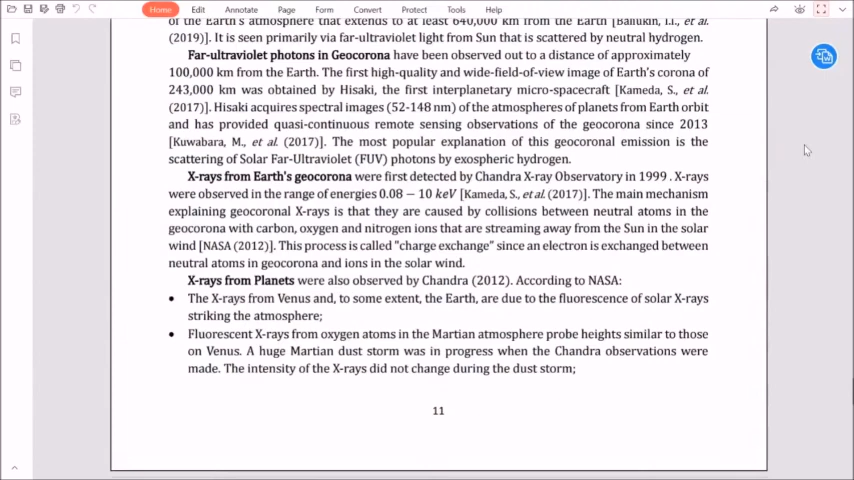 Home Edit Annotate Page Form Convert Protect Tools Help
of the Earth's atmosphere that extends to at least 640,000 km from the Earth [Baliukin, I.I., et al.
(2019)]. It is seen primarily via far-ultraviolet light from Sun that is scattered by neutral hydrogen.
Far-ultraviolet photons in Geocorona have been observed out to a distance of approximately
100,000 km from the Earth. The first high-quality and wide-field-of-view image of Earth's corona of
243,000 km was obtained by Hisaki, the first interplanetary micro-spacecraft [Kameda, S., et al.
(2017)]. Hisaki acquires spectral images (52-148 nm) of the atmospheres of planets from Earth orbit
and has provided quasi-continuous remote sensing observations of the geocorona since 2013
[Kuwabara, M., et al. (2017)]. The most popular explanation of this geocoronal emission is the
scattering of Solar Far-Ultraviolet (FUV) photons by exospheric hydrogen.
X-rays from Earth's geocorona were first detected by Chandra X-ray Observatory in 1999 . X-rays
were observed in the range of energies 0.08 − 10 keV [Kameda, S., et al. (2017)]. The main mechanism
explaining geocoronal X-rays is that they are caused by collisions between neutral atoms in the
geocorona with carbon, oxygen and nitrogen ions that are streaming away from the Sun in the solar
wind [NASA (2012)]. This process is called "charge exchange" since an electron is exchanged between
neutral atoms in geocorona and ions in the solar wind.
X-rays from Planets were also observed by Chandra (2012). According to NASA:
• The X-rays from Venus and, to some extent, the Earth, are due to the fluorescence of solar X-rays
striking the atmosphere;
• Fluorescent X-rays from oxygen atoms in the Martian atmosphere probe heights similar to those
on Venus. A huge Martian dust storm was in progress when the Chandra observations were
made. The intensity of the X-rays did not change during the dust storm;
11